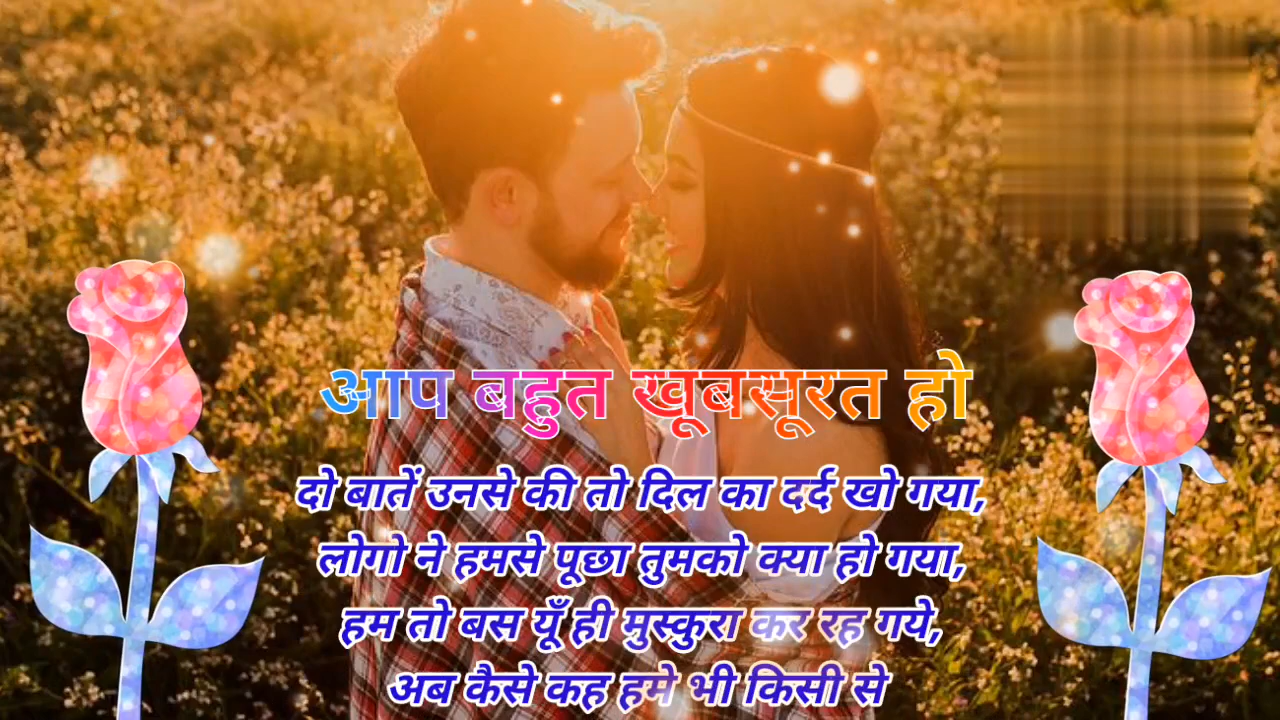 आप बहुत खूबसूरत हो
दो बातें उनसे की तो दिल का दर्द खो गया,
लोगो ने हमसे पूछा तुमको क्या हो गया,
हम तो बस यूँ ही मुस्कुरा कर रह गये,
अब कैसे कह हमे भी किसी से